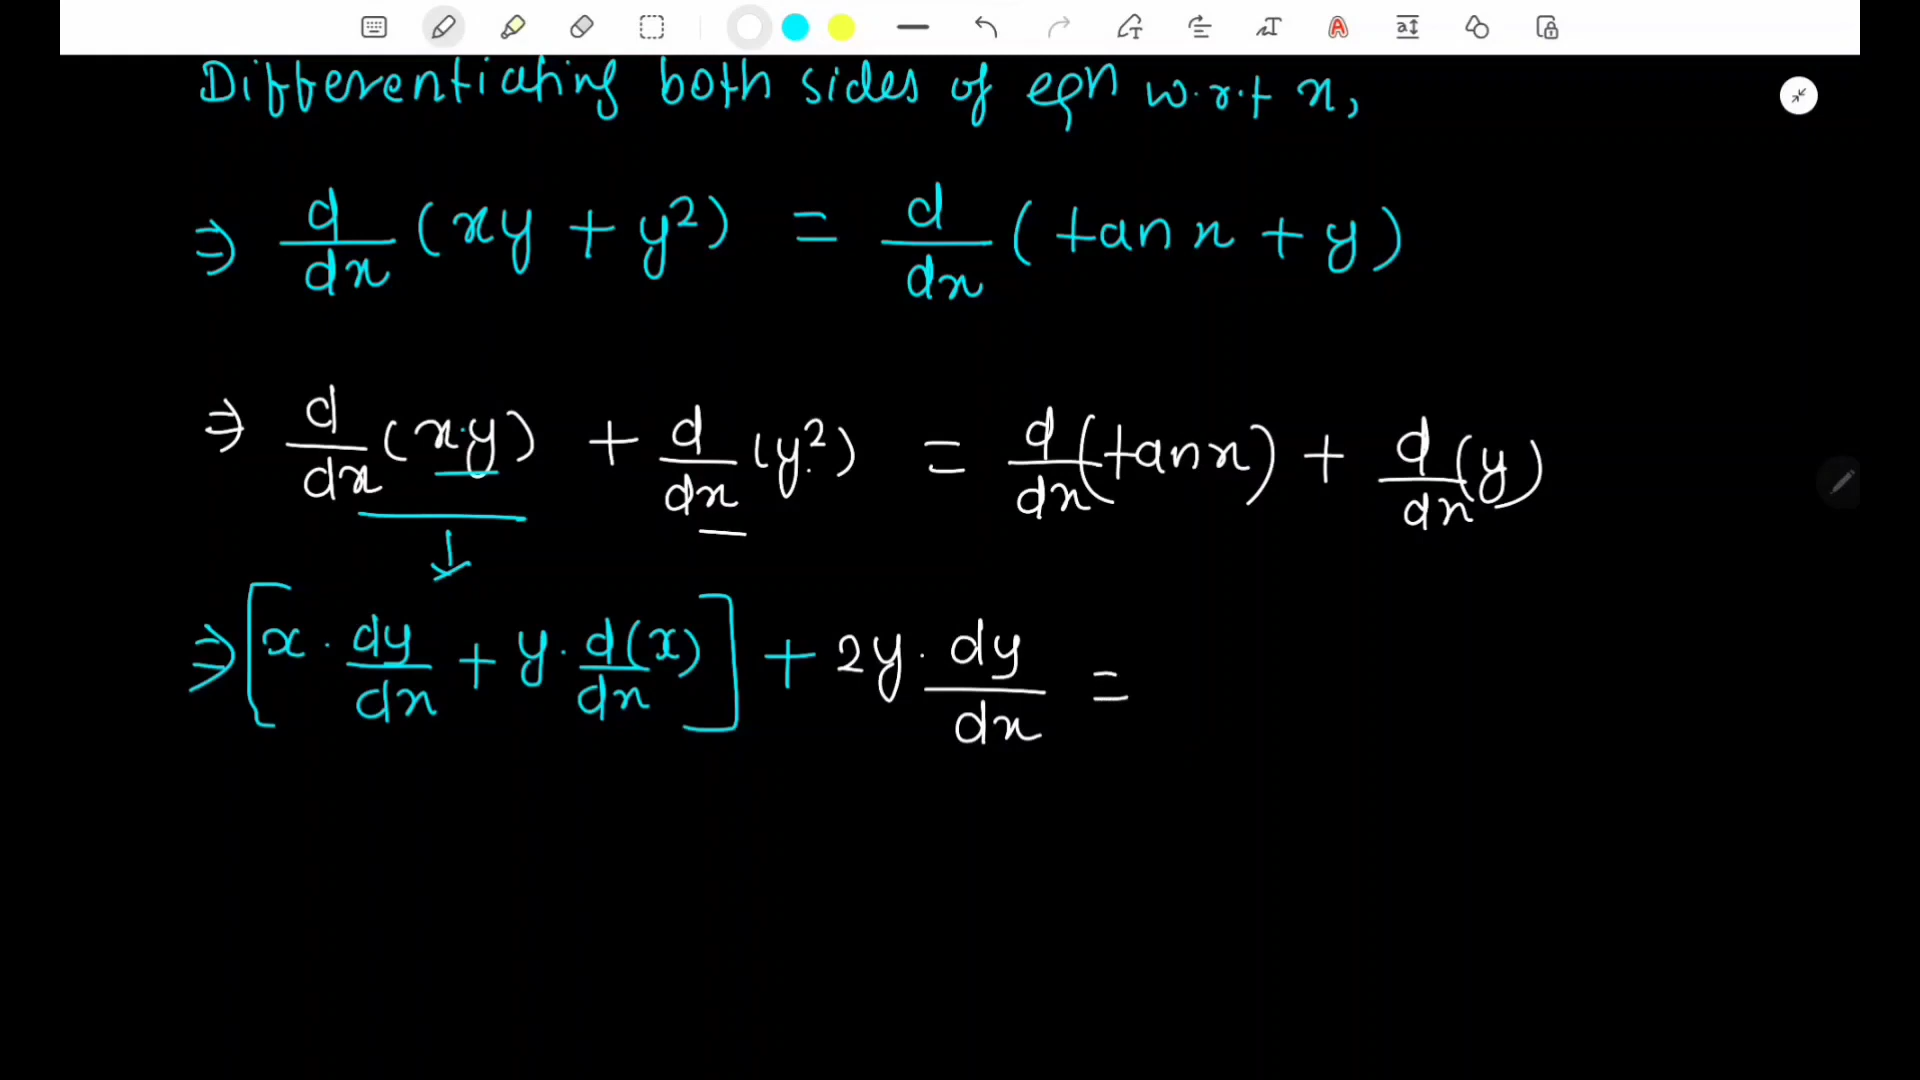 Differentiating both sides of eqn w.r.t x,
⇒ d/dx (xy + y²) = d/dx (tan x + y)
⇒ d/dx (x·y) + d/dx (y²) = d/dx (tan x) + d/dx (y)
⇒ [x · dy/dx + y · d(x)/dx] + 2y · dy/dx =